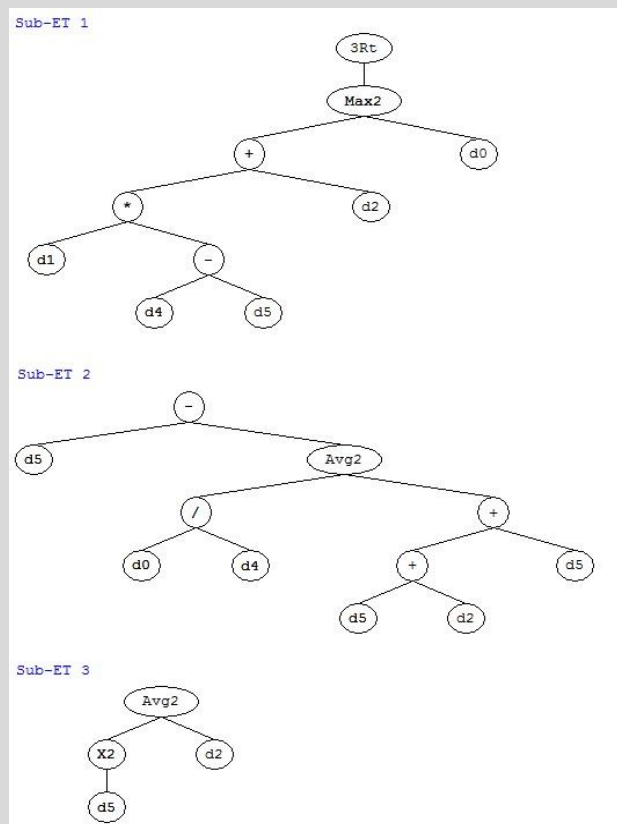 Sub-ET 1
3Rt
Max2
+ d0
* d2
d1 -
d4 d5
Sub-ET 2
-
d5 Avg2
/ +
d0 d4 + d5
d5 d2
Sub-ET 3
Avg2
X2 d2
d5